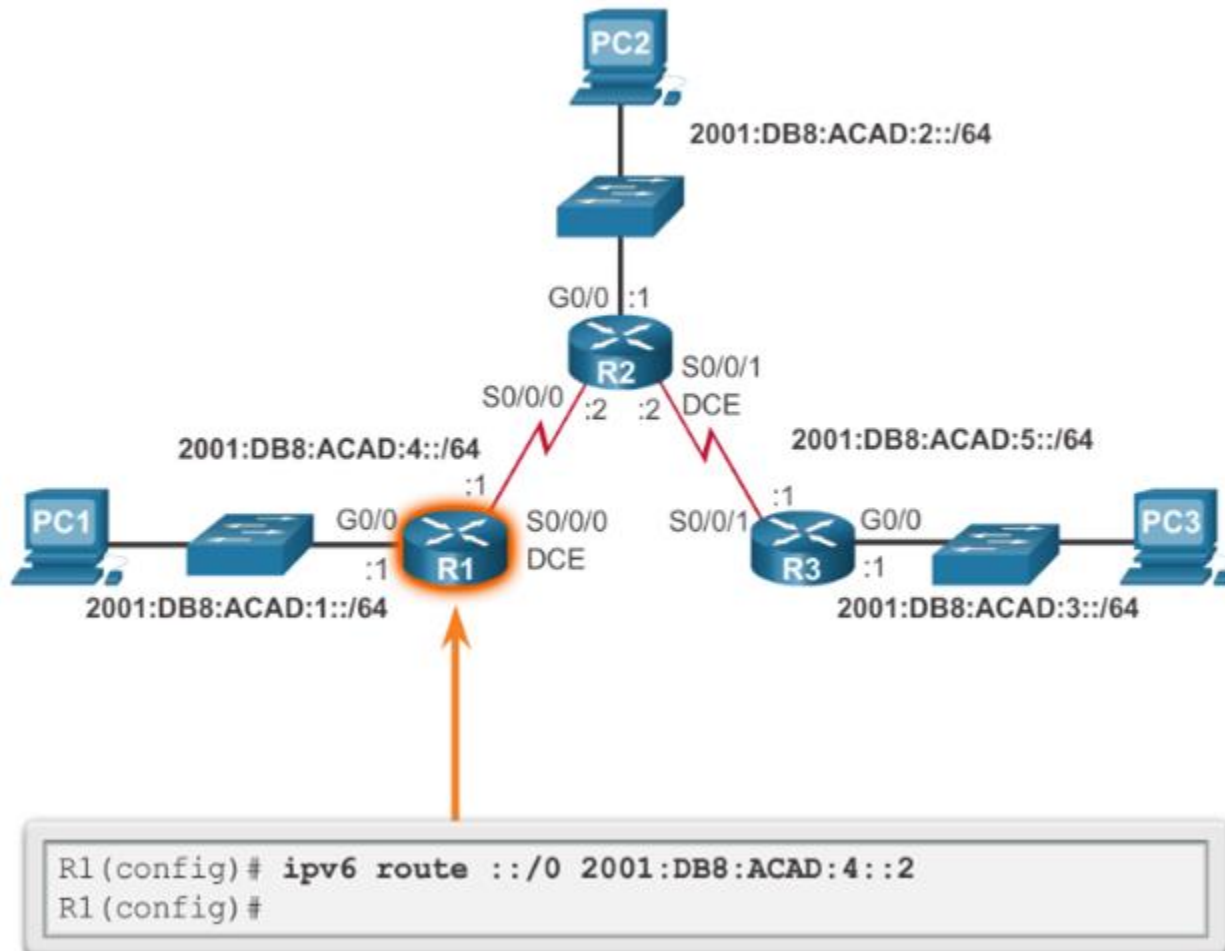 PC2
2001:DB8:ACAD:2::/64
G0/0 :1
R2
S0/0/1
DCE
S0/0/0
:2 :2
2001:DB8:ACAD:4::/64
2001:DB8:ACAD:5::/64
:1
:1
PC1
G0/0
S0/0/0
DCE
:1
R1
S0/0/1
G0/0
PC3
R3
:1
2001:DB8:ACAD:1::/64
2001:DB8:ACAD:3::/64
R1(config)# ipv6 route ::/0 2001:DB8:ACAD:4::2
R1(config)#